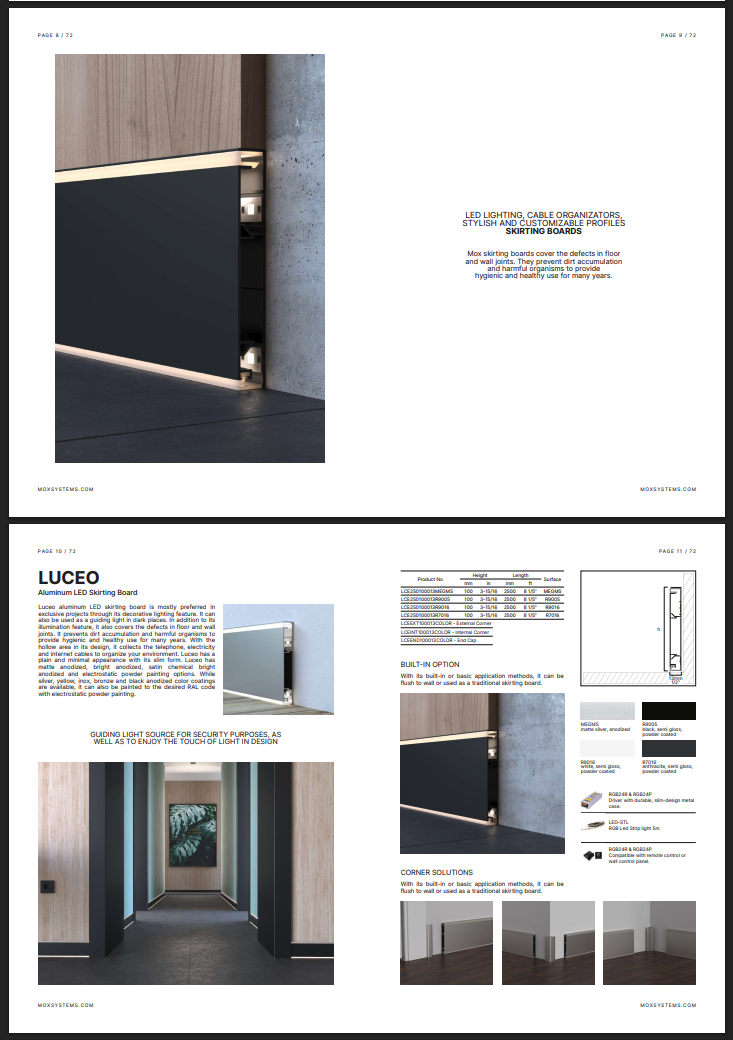 PAGE 8 / 72
PAGE 9 / 72
LED LIGHTING, CABLE ORGANIZATORS,
STYLISH AND CUSTOMIZABLE PROFILES
SKIRTING BOARDS
Mox skirting boards cover the defects in floor
and wall joints. They prevent dirt accumulation
and harmful organisms to provide
hygienic and healthy use for many years.
MOXSYSTEMS.COM
MOXSYSTEMS.COM
PAGE 10 / 72
PAGE 11 / 72
LUCEO
Aluminum LED Skirting Board
Luceo aluminum LED skirting board is mostly preferred in
exclusive projects through its decorative lighting feature. It can
also be used as a guiding light in dark places. In addition to its
illumination feature, it also covers the defects in floor and wall
joints. It prevents dirt accumulation and harmful organisms to
provide hygienic and healthy use for many years. With the
hollow area in its design, it collects the telephone, electricity
and internet cables to organize your environment. Luceo has a
plain and minimal appearance with its slim form. Luceo has
matte anodized, bright anodized, satin chemical bright
anodized and electrostatic powder painting options. While
silver, yellow, inox, bronze and black anodized color coatings
are available, it can also be painted to the desired RAL code
with electrostatic powder painting.
GUIDING LIGHT SOURCE FOR SECURITY PURPOSES, AS
WELL AS TO ENJOY THE TOUCH OF LIGHT IN DESIGN
Product No Height Length Surface
mm in mm ft
LCE250100013MEGMS 100 3-15/16 2500 8 1/5" MEGMS
LCE250100013R9005 100 3-15/16 2500 8 1/5" R9005
LCE250100013R9016 100 3-15/16 2500 8 1/5" R9016
LCE250100013R7016 100 3-15/16 2500 8 1/5" R7016
LCEEXT100013COLOR - External Corner
LCEINT100013COLOR - Internal Corner
LCEEND100013COLOR - End Cap
BUILT-IN OPTION
With its built-in or basic application methods, it can be
flush to wall or used as a traditional skirting board.
CORNER SOLUTIONS
With its built-in or basic application methods, it can be
flush to wall or used as a traditional skirting board.
h
MEGMS
matte silver, anodized
R9005
black, semi gloss,
powder coated
R9016
white, semi gloss,
powder coated
R7016
anthracite, semi gloss,
powder coated
RGB24R & RGB24P
Driver with durable, slim-design metal
case.
LED-STL
RGB Led Strip light 5m
RGB24R & RGB24P
Compatible with remote control or
wall control panel.
MOXSYSTEMS.COM
MOXSYSTEMS.COM